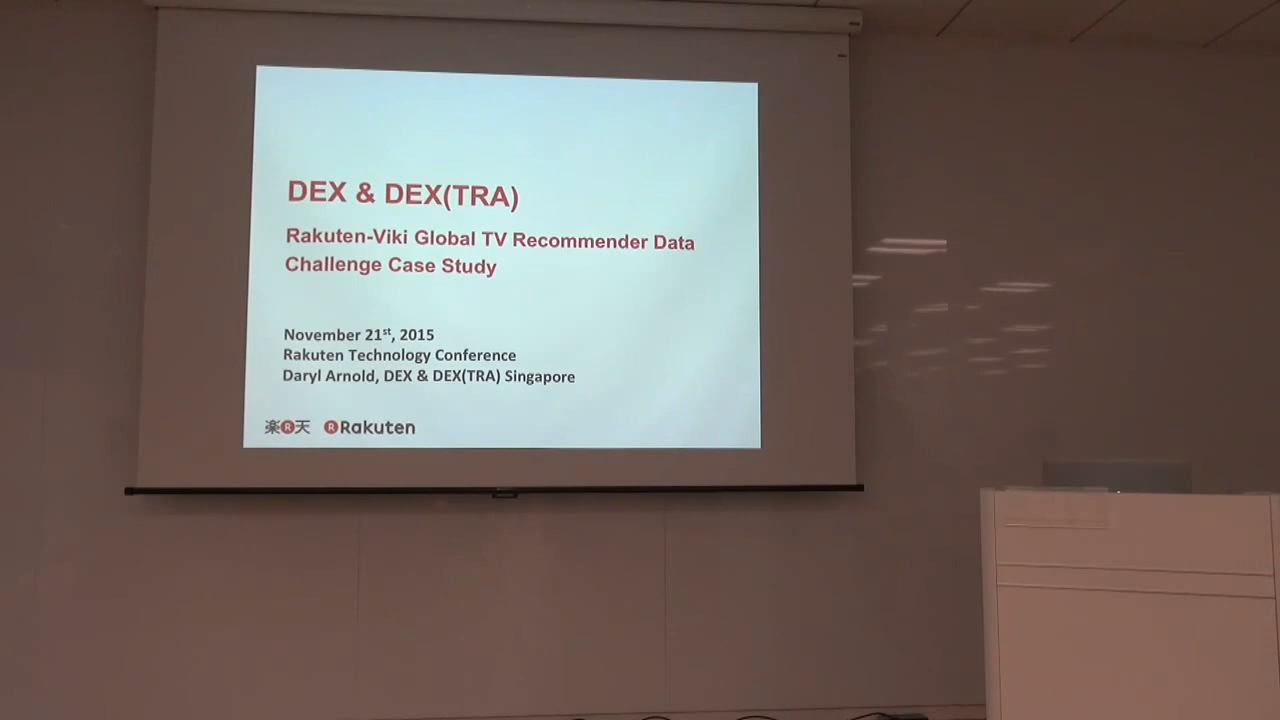 DEX & DEX(TRA)
Rakuten-Viki Global TV Recommender Data
Challenge Case Study
November 21st, 2015
Rakuten Technology Conference
Daryl Arnold, DEX & DEX(TRA) Singapore
楽R天 R Rakuten